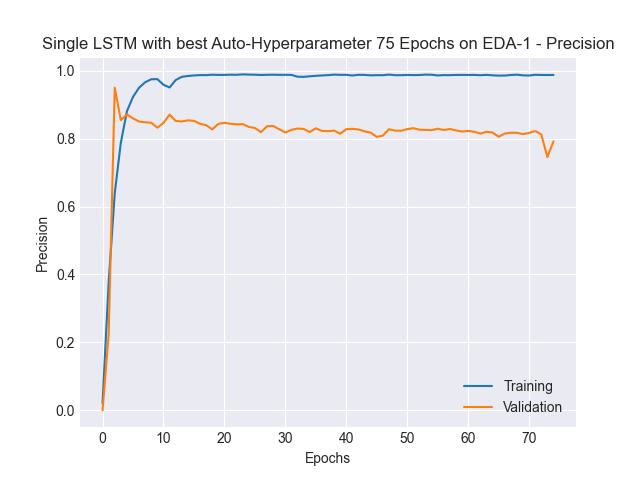 Single LSTM with best Auto-Hyperparameter 75 Epochs on EDA-1 - Precision
1.0
0.8
0.6
0.4
0.2
0.0
Precision
0 10 20 30 40 50 60 70
Epochs
Training
Validation